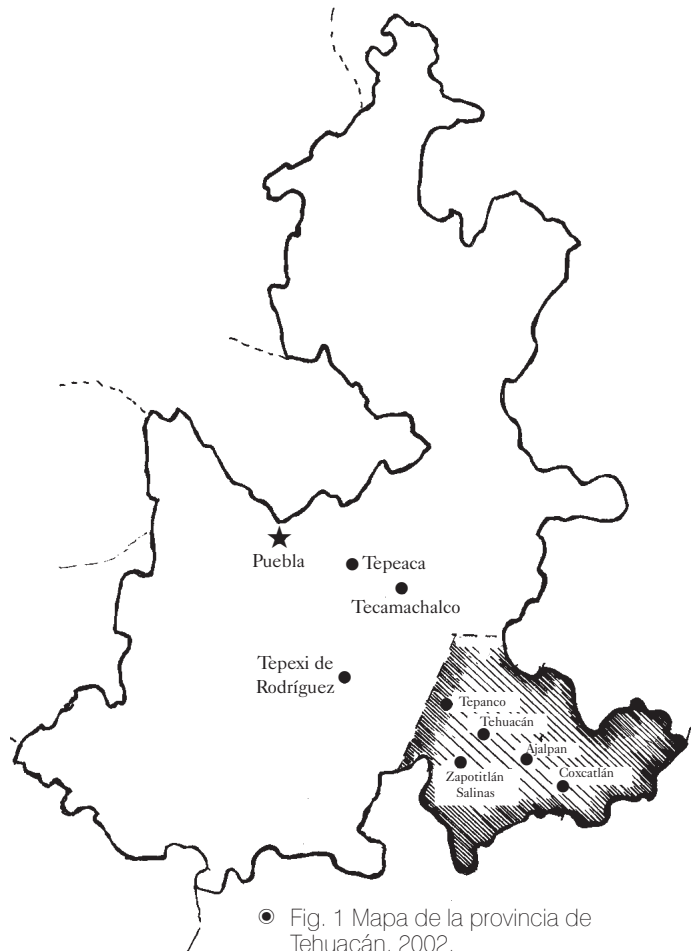 Puebla
Tepeaca
Tecamachalco
Tepexi de
Rodríguez
Tepanco
Tehuacán
Ajalpan
Zapotitlán
Salinas
Coxcatlán
Fig. 1 Mapa de la provincia de
Tehuacán, 2002.